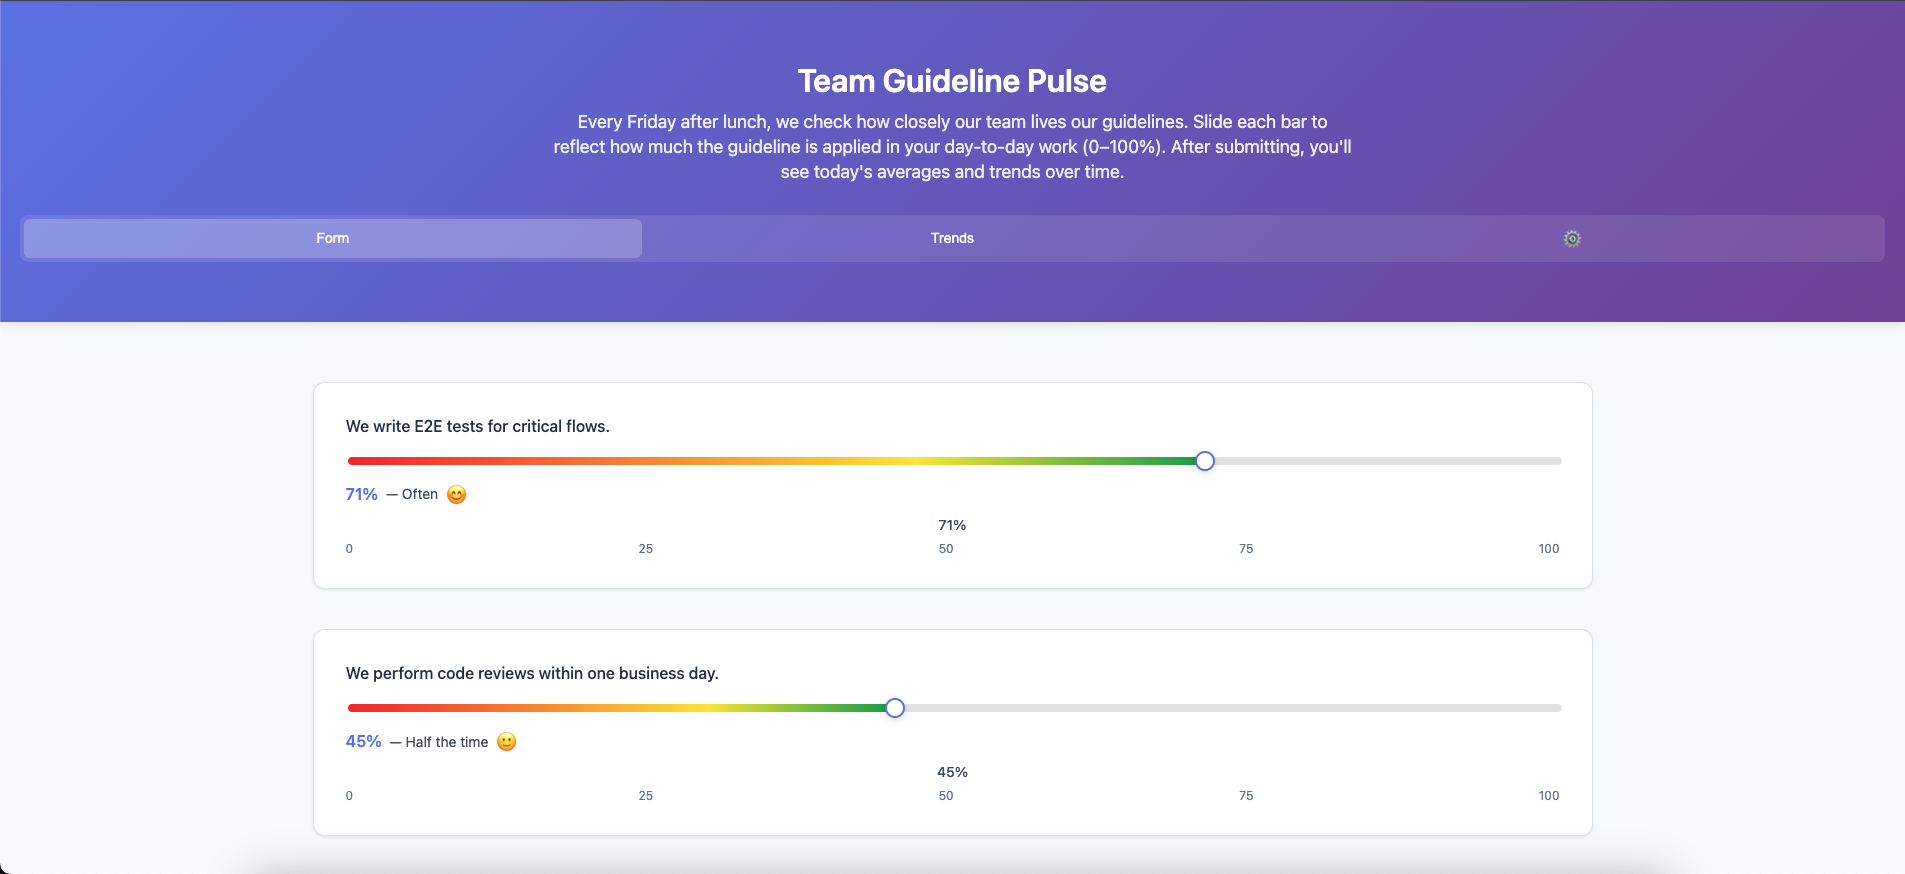 Team Guideline Pulse
Every Friday after lunch, we check how closely our team lives our guidelines. Slide each bar to
reflect how much the guideline is applied in your day-to-day work (0–100%). After submitting, you'll
see today's averages and trends over time.
Form
Trends
We write E2E tests for critical flows.
71% — Often
71%
0 25 50 75 100
We perform code reviews within one business day.
45% — Half the time
45%
0 25 50 75 100